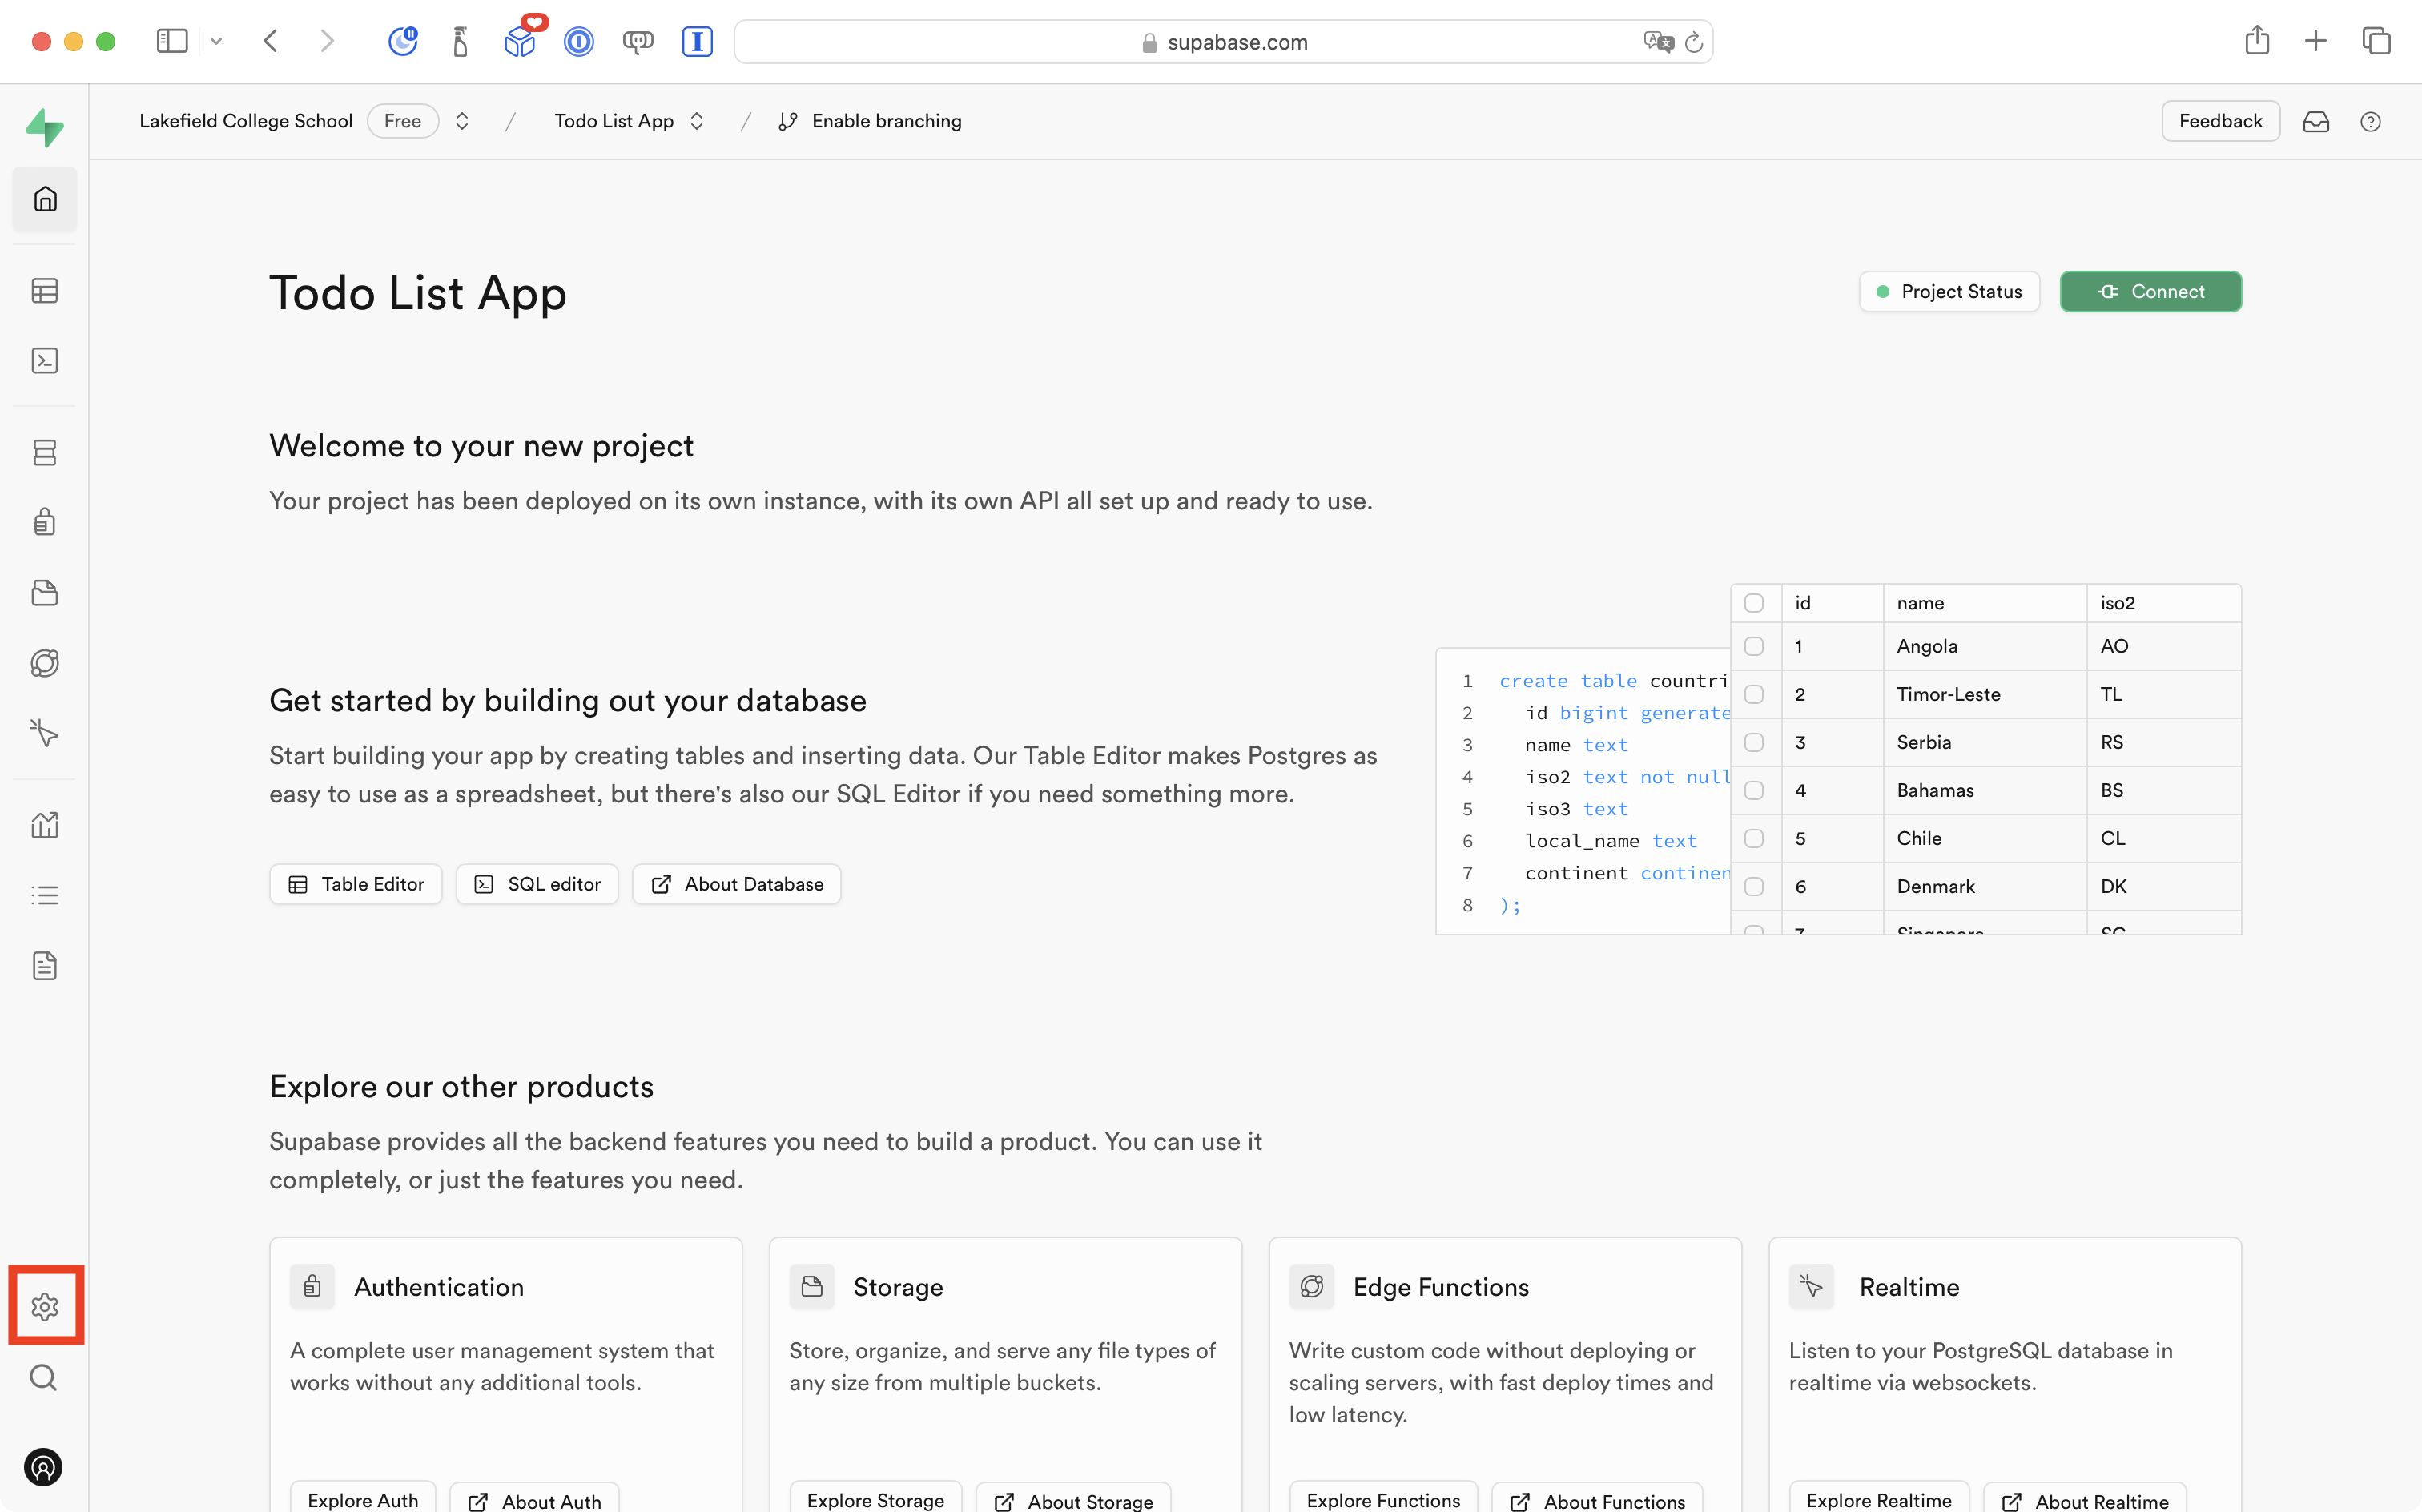 supabase.com
Lakefield College School Free / Todo List App / Enable branching
Feedback
Todo List App
Project Status
Connect
Welcome to your new project
Your project has been deployed on its own instance, with its own API all set up and ready to use.
Get started by building out your database
Start building your app by creating tables and inserting data. Our Table Editor makes Postgres as
easy to use as a spreadsheet, but there's also our SQL Editor if you need something more.
Table Editor
SQL editor
About Database
1 create table countri
2 id bigint generate
3 name text
4 iso2 text not null
5 iso3 text
6 local_name text
7 continent continen
8 );
id name iso2
1 Angola AO
2 Timor-Leste TL
3 Serbia RS
4 Bahamas BS
5 Chile CL
6 Denmark DK
7 Singapore SG
Explore our other products
Supabase provides all the backend features you need to build a product. You can use it
completely, or just the features you need.
Authentication
A complete user management system that
works without any additional tools.
Explore Auth
About Auth
Storage
Store, organize, and serve any file types of
any size from multiple buckets.
Explore Storage
About Storage
Edge Functions
Write custom code without deploying or
scaling servers, with fast deploy times and
low latency.
Explore Functions
About Functions
Realtime
Listen to your PostgreSQL database in
realtime via websockets.
Explore Realtime
About Realtime